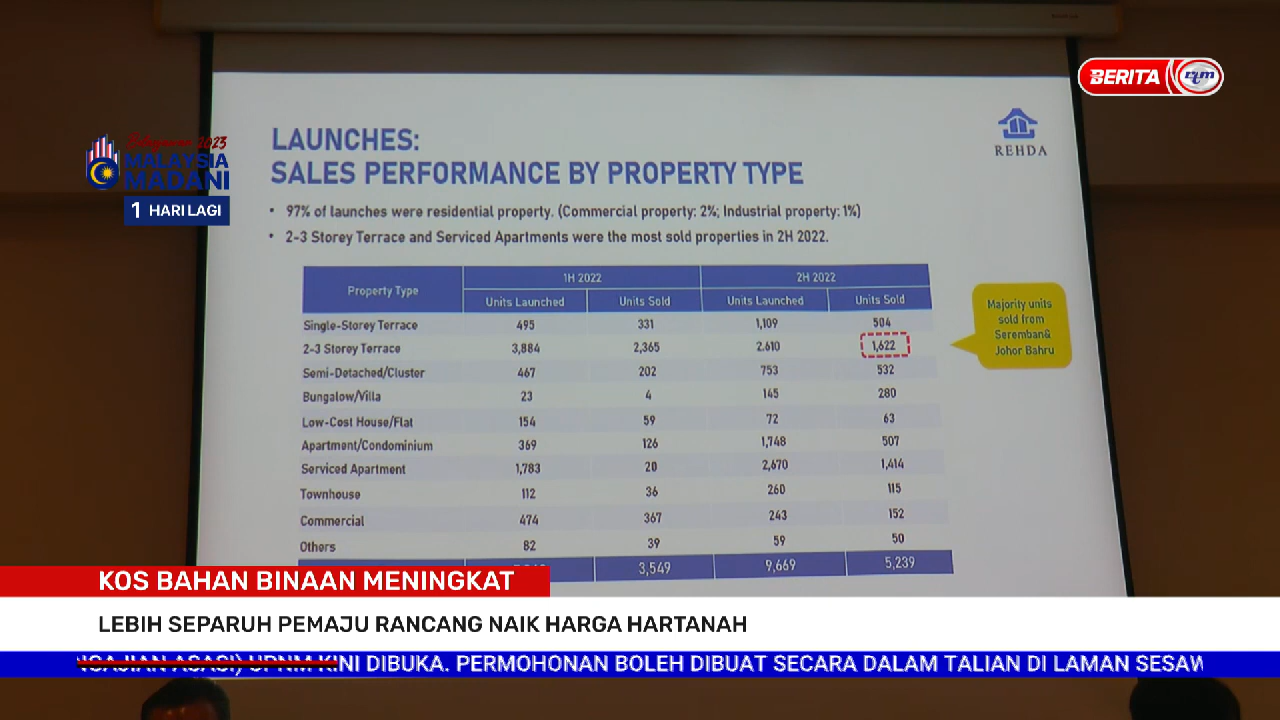 BERITA rtm
REHDA
2023
MALAYSIA
MADANI
1 HARI LAGI
LAUNCHES:
SALES PERFORMANCE BY PROPERTY TYPE
• 97% of launches were residential property. (Commercial property: 2%; Industrial property: 1%)
• 2-3 Storey Terrace and Serviced Apartments were the most sold properties in 2H 2022.
Property Type 1H 2022 2H 2022
Units Launched Units Sold Units Launched Units Sold
Single-Storey Terrace 495 331 1,109 504
2-3 Storey Terrace 3,884 2,365 2,610 1,622
Semi-Detached/Cluster 467 202 753 532
Bungalow/Villa 23 4 145 280
Low-Cost House/Flat 154 59 72 63
Apartment/Condominium 369 126 1,748 507
Serviced Apartment 1,783 20 2,670 1,414
Townhouse 112 36 260 115
Commercial 474 367 243 152
Others 82 39 59 50
3,549 9,669 5,239
Majority units
sold from
Seremban&
Johor Bahru
KOS BAHAN BINAAN MENINGKAT
LEBIH SEPARUH PEMAJU RANCANG NAIK HARGA HARTANAH
ASASI) UPNM KINI DIBUKA. PERMOHONAN BOLEH DIBUAT SECARA DALAM TALIAN DI LAMAN